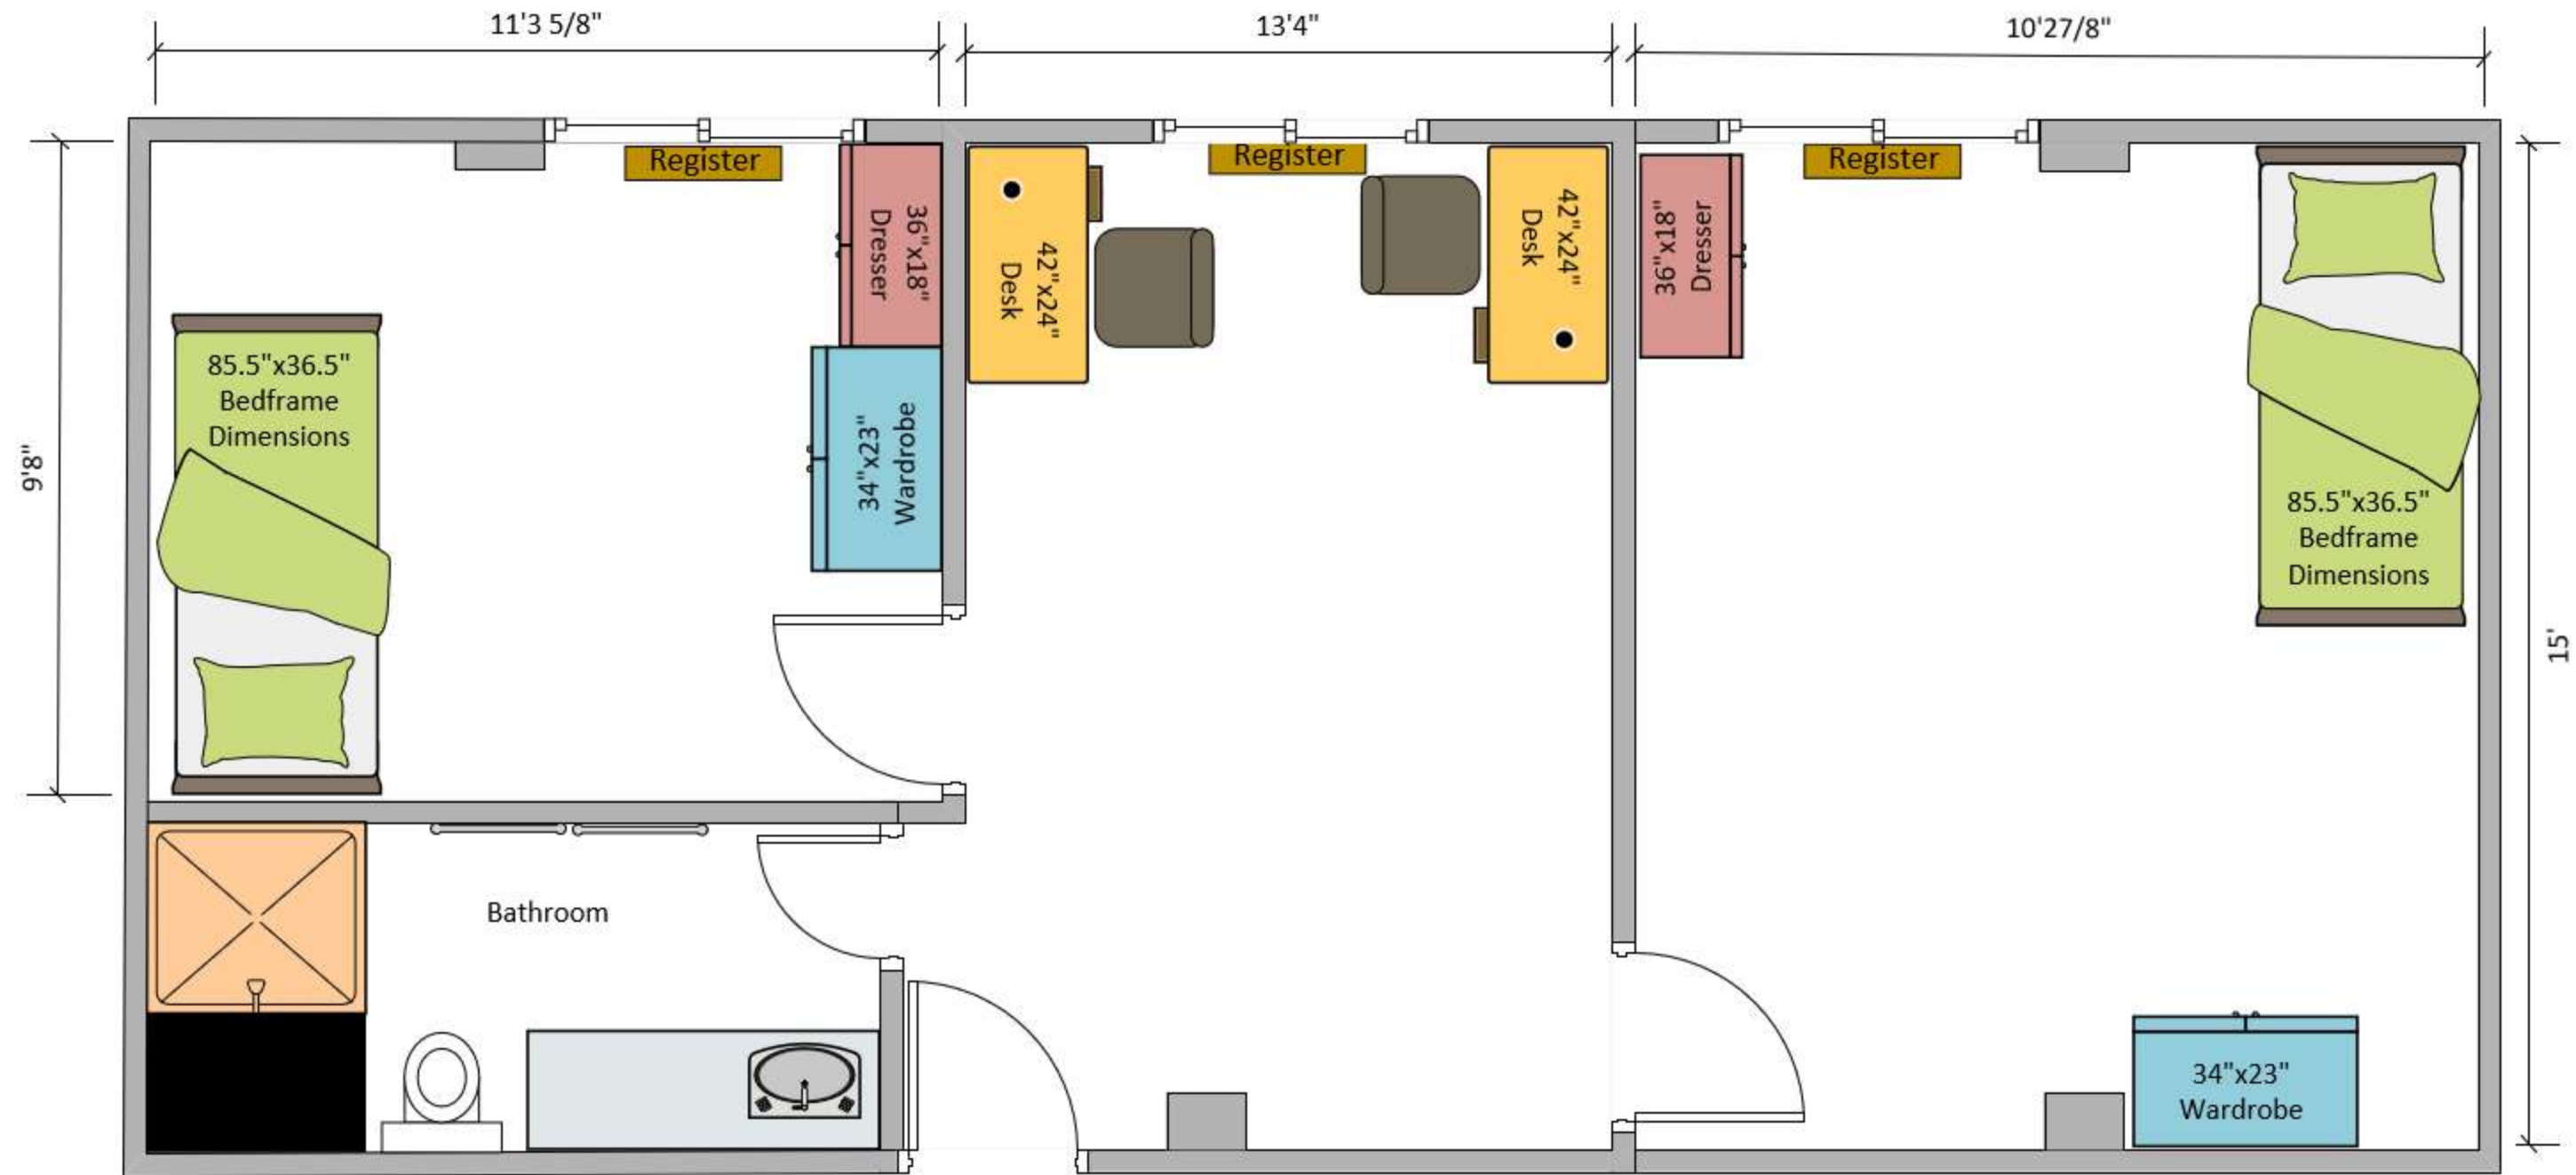 11'3 5/8"
13'4"
10'27/8"
9'8"
15'
Register
Register
Register
36"x18"
Dresser
34"x23"
Wardrobe
85.5"x36.5"
Bedframe
Dimensions
42"x24"
Desk
42"x24"
Desk
36"x18"
Dresser
85.5"x36.5"
Bedframe
Dimensions
Bathroom
34"x23"
Wardrobe